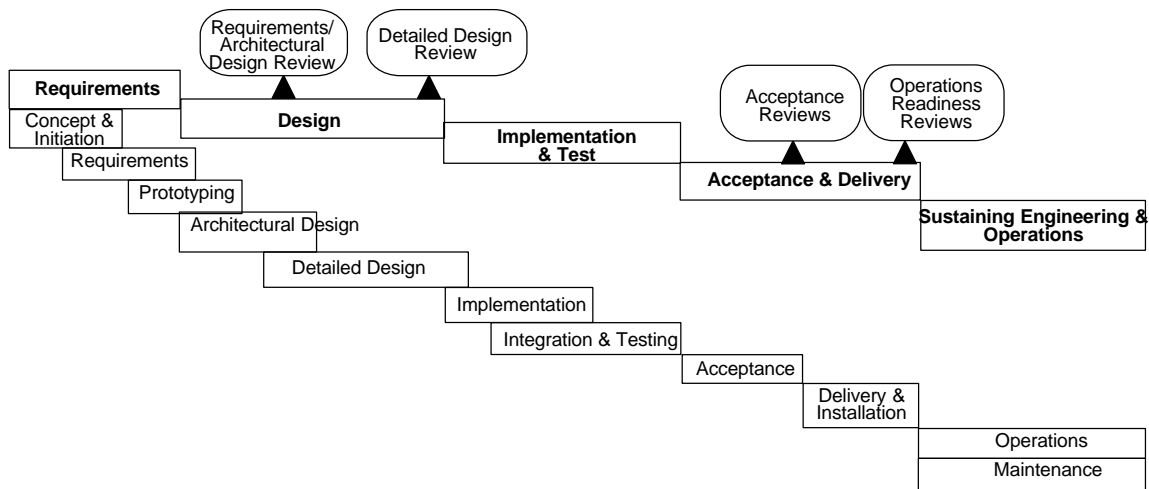 Requirements/
Architectural
Design Review
Detailed Design
Review
Requirements
Design
Concept &
Initiation
Implementation
& Test
Acceptance
Reviews
Operations
Readiness
Reviews
Requirements
Prototyping
Acceptance & Delivery
Architectural Design
Sustaining Engineering &
Operations
Detailed Design
Implementation
Integration & Testing
Acceptance
Delivery &
Installation
Operations
Maintenance